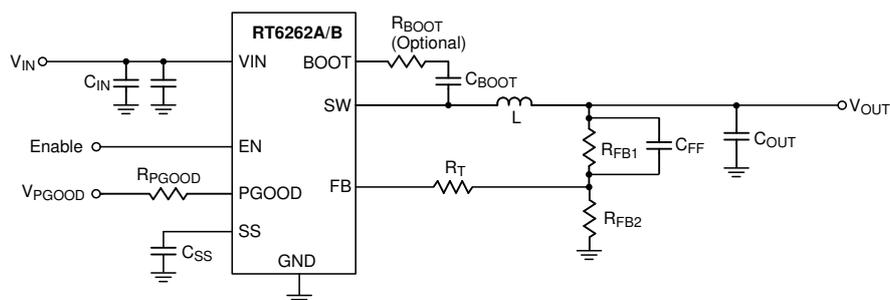 RT6262A/B
RBOOT
(Optional)
VIN
VIN
BOOT
CIN
CBOOT
SW
VOUT
L
Enable
EN
RFB1
CFF
COUT
RT
RPGOOD
VPGOOD
PGOOD
FB
RFB2
SS
CSS
GND